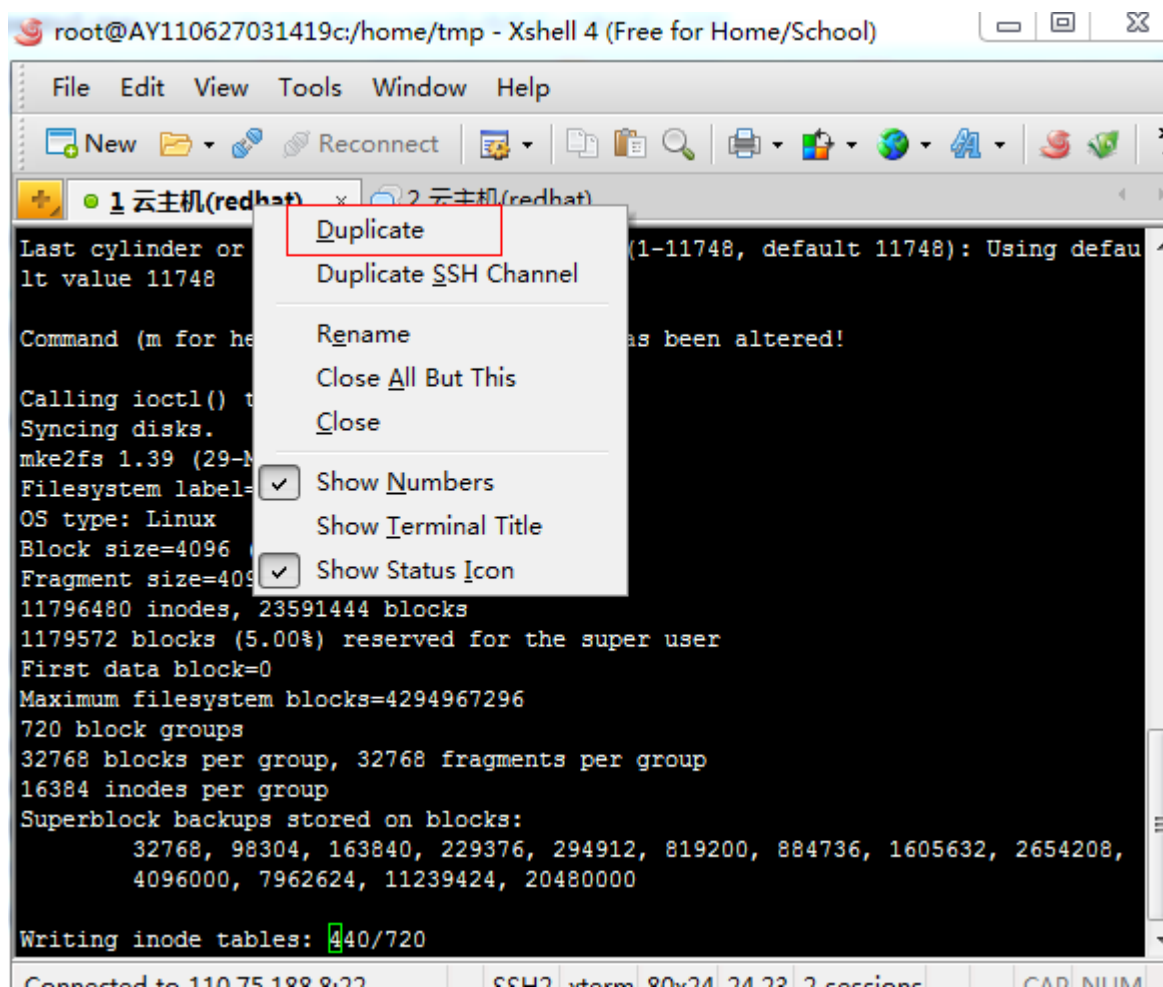 root@AY110627031419c:/home/tmp - Xshell 4 (Free for Home/School)
File Edit View Tools Window Help
New Reconnect
1 云主机(redhat) × 2 云主机(redhat)
Duplicate
Duplicate SSH Channel
Rename
Close All But This
Close
Show Numbers
Show Terminal Title
Show Status Icon
Last cylinder or (1-11748, default 11748): Using defau
lt value 11748
Command (m for he as been altered!
Calling ioctl() t
Syncing disks.
mke2fs 1.39 (29-M
Filesystem label=
OS type: Linux
Block size=4096
Fragment size=409
11796480 inodes, 23591444 blocks
1179572 blocks (5.00%) reserved for the super user
First data block=0
Maximum filesystem blocks=4294967296
720 block groups
32768 blocks per group, 32768 fragments per group
16384 inodes per group
Superblock backups stored on blocks:
32768, 98304, 163840, 229376, 294912, 819200, 884736, 1605632, 2654208,
4096000, 7962624, 11239424, 20480000
Writing inode tables: 440/720
Connected to 110.75.188.8:22 SSH2 xterm 80x24 24,23 2 sessions CAP NUM